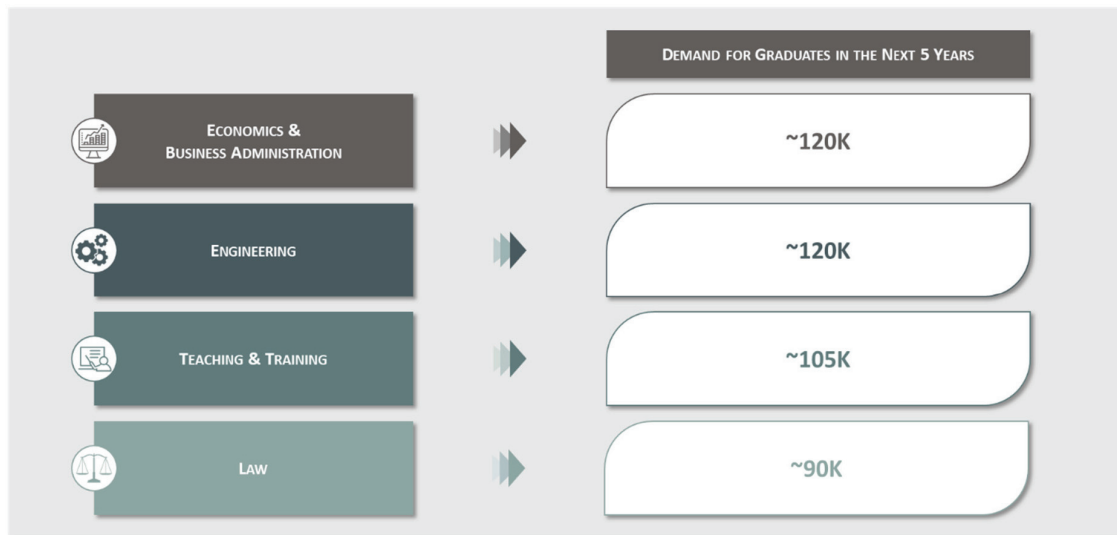 DEMAND FOR GRADUATES IN THE NEXT 5 YEARS
ECONOMICS &
BUSINESS ADMINISTRATION
~120K
ENGINEERING
~120K
TEACHING & TRAINING
~105K
LAW
~90K